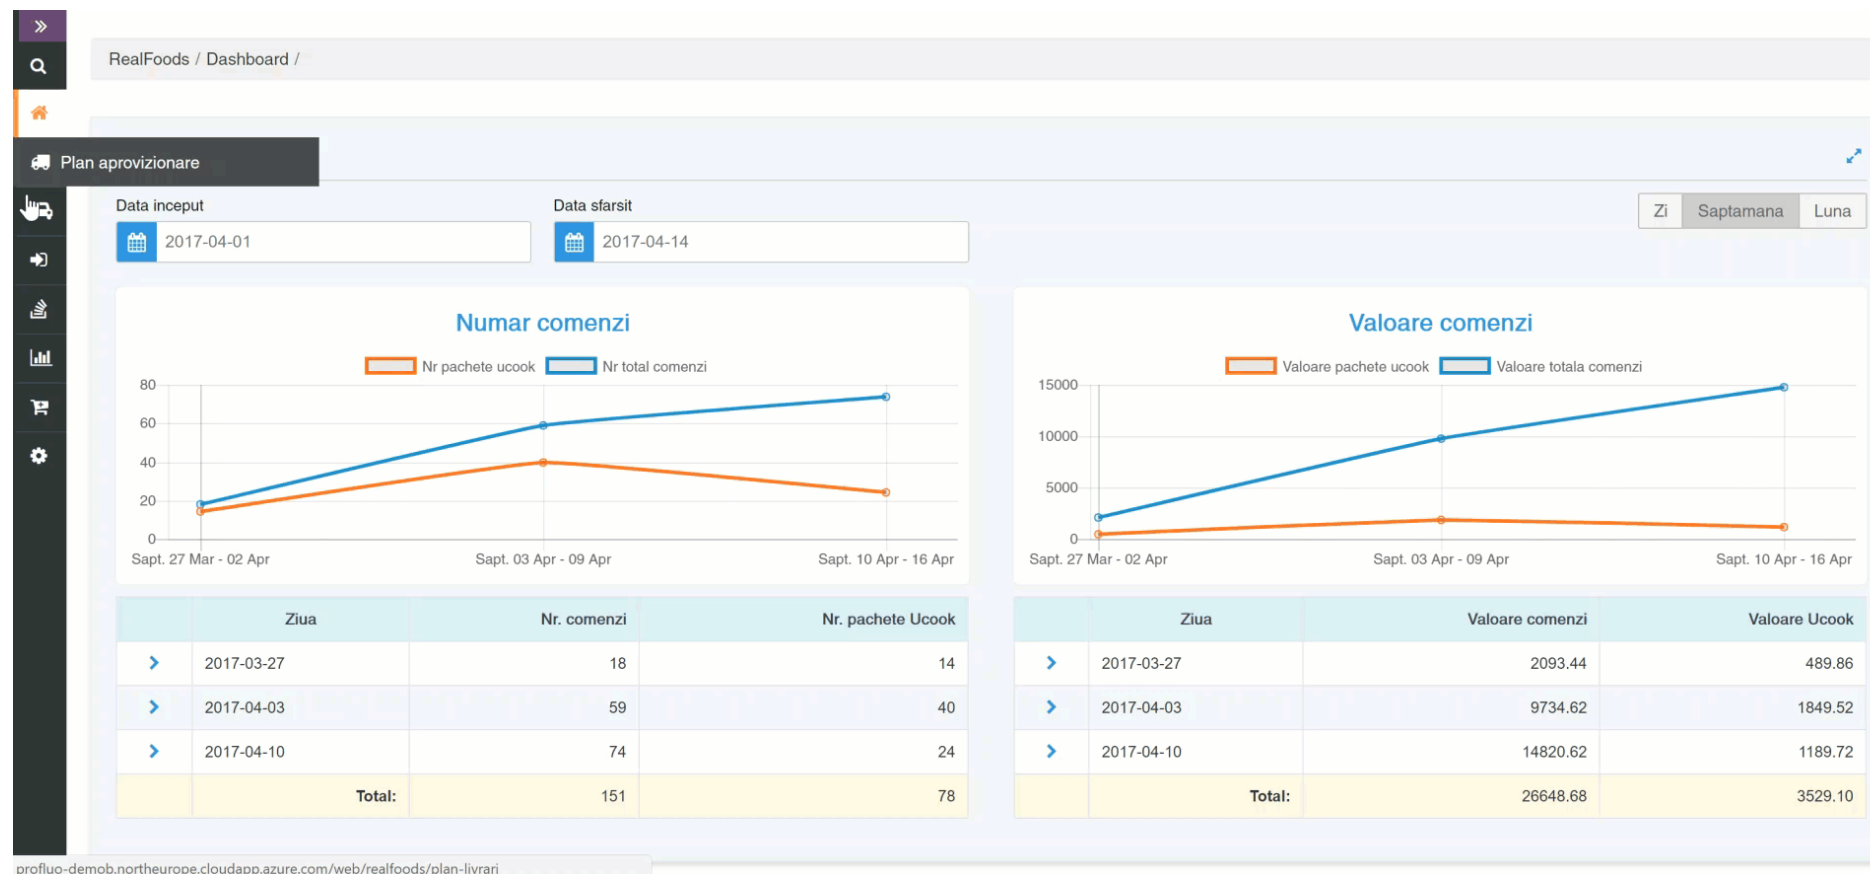 RealFoods / Dashboard /
Plan aprovizionare
Data inceput
Data sfarsit
2017-04-01
2017-04-14
Zi Saptamana Luna
Numar comenzi
Nr pachete ucook Nr total comenzi
80
60
40
20
0
Sapt. 27 Mar - 02 Apr Sapt. 03 Apr - 09 Apr Sapt. 10 Apr - 16 Apr
Valoare comenzi
Valoare pachete ucook Valoare totala comenzi
15000
10000
5000
0
Sapt. 27 Mar - 02 Apr Sapt. 03 Apr - 09 Apr Sapt. 10 Apr - 16 Apr
Ziua Nr. comenzi Nr. pachete Ucook
2017-03-27 18 14
2017-04-03 59 40
2017-04-10 74 24
Total: 151 78
Ziua Valoare comenzi Valoare Ucook
2017-03-27 2093.44 489.86
2017-04-03 9734.62 1849.52
2017-04-10 14820.62 1189.72
Total: 26648.68 3529.10
profluo-demob.northeurope.cloudapp.azure.com/web/realfoods/plan-livrari